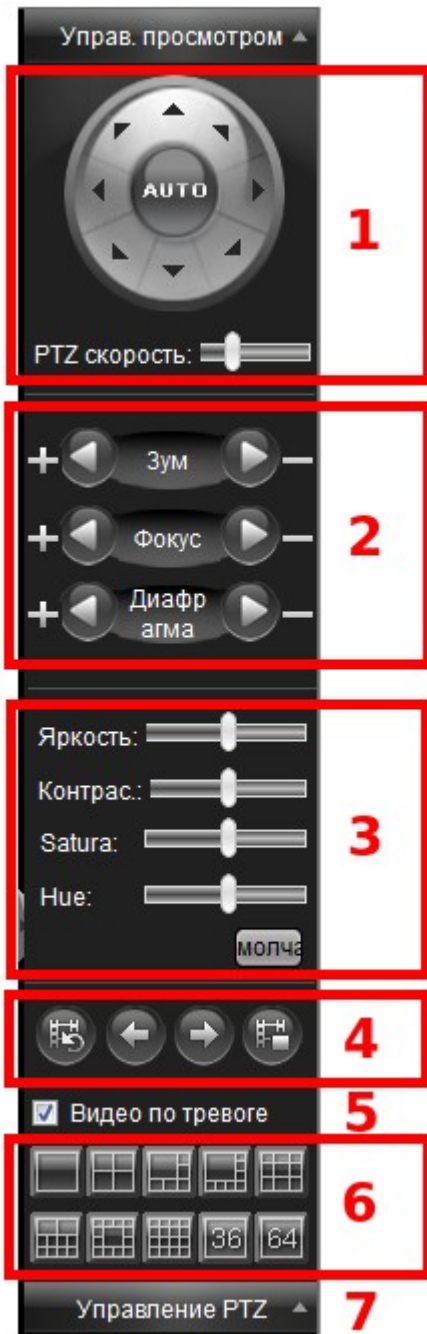 Управ. просмотром
AUTO
1
PTZ скорость:
Зум
Фокус
2
Диафр
агма
Яркость:
Контрас.:
Satura:
3
Hue:
молча
4
Видео по тревоге
5
6
36 64
Управление PTZ
7